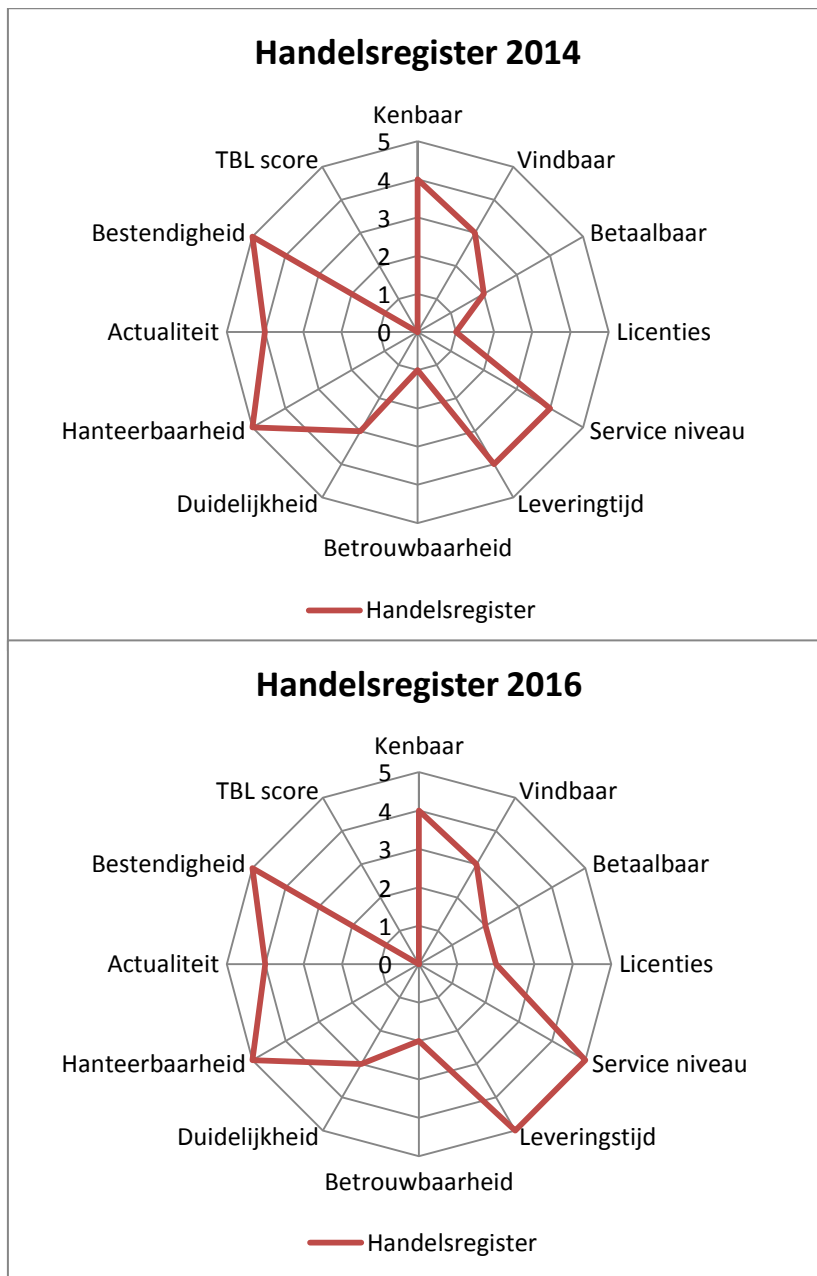 Handelsregister 2014
Kenbaar
Vindbaar
Betaalbaar
Licenties
Service niveau
Leveringtijd
Betrouwbaarheid
Duidelijkheid
Hanteerbaarheid
Actualiteit
Bestendigheid
TBL score
5
4
3
2
1
0
Handelsregister
Handelsregister 2016
Kenbaar
Vindbaar
Betaalbaar
Licenties
Service niveau
Leveringstijd
Betrouwbaarheid
Duidelijkheid
Hanteerbaarheid
Actualiteit
Bestendigheid
TBL score
5
4
3
2
1
0
Handelsregister